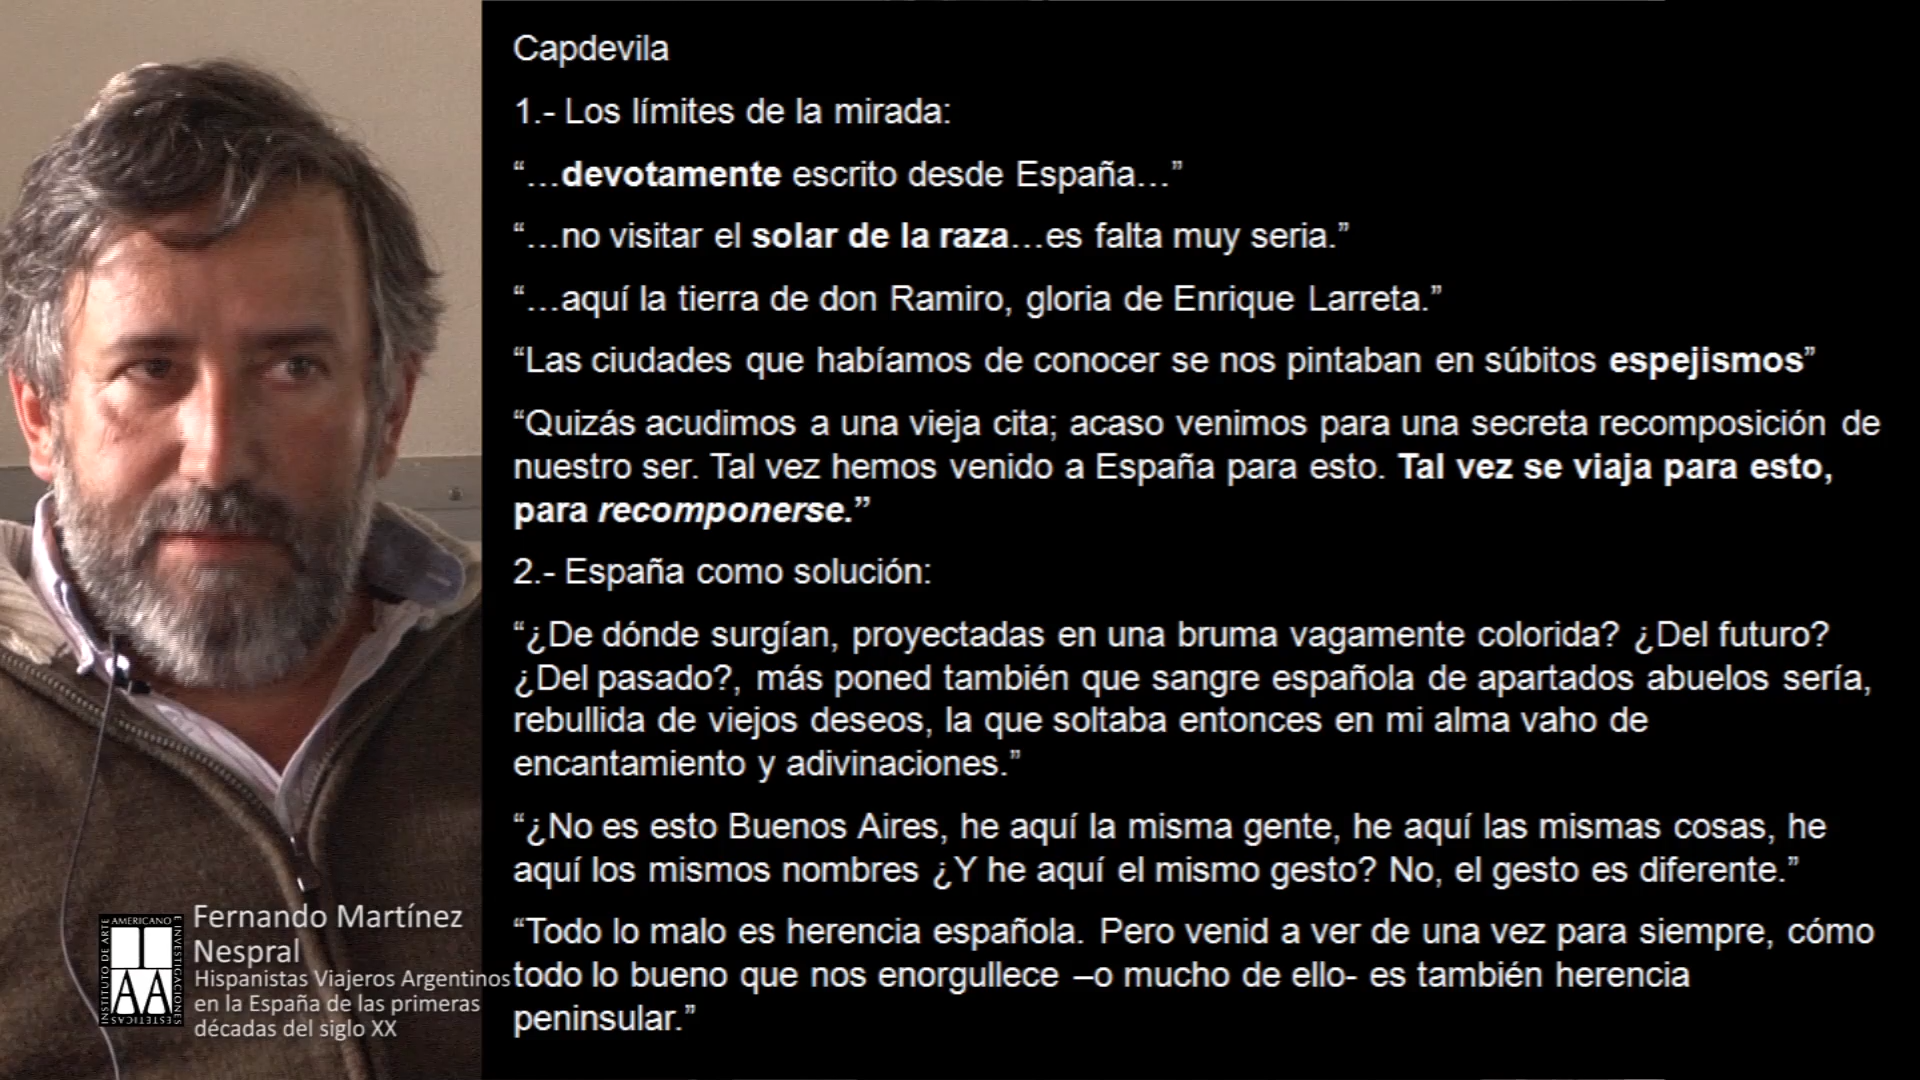 Capdevila
1.- Los límites de la mirada:
“…devotamente escrito desde España…”
“…no visitar el solar de la raza…es falta muy seria.”
“…aquí la tierra de don Ramiro, gloria de Enrique Larreta.”
“Las ciudades que habíamos de conocer se nos pintaban en súbitos espejismos”
“Quizás acudimos a una vieja cita; acaso venimos para una secreta recomposición de
nuestro ser. Tal vez hemos venido a España para esto. Tal vez se viaja para esto,
para recomponerse.”
2.- España como solución:
“¿De dónde surgían, proyectadas en una bruma vagamente colorida? ¿Del futuro?
¿Del pasado?, más poned también que sangre española de apartados abuelos sería,
rebullida de viejos deseos, la que soltaba entonces en mi alma vaho de
encantamiento y adivinaciones.”
“¿No es esto Buenos Aires, he aquí la misma gente, he aquí las mismas cosas, he
aquí los mismos nombres ¿Y he aquí el mismo gesto? No, el gesto es diferente.”
“Todo lo malo es herencia española. Pero venid a ver de una vez para siempre, cómo
todo lo bueno que nos enorgullece –o mucho de ello- es también herencia
peninsular.”
Fernando Martínez
Nespral
Hispanistas Viajeros Argentinos
en la España de las primeras
décadas del siglo XX
INSTITUTO DE ARTE
AMERICANO
E INVESTIGACIONES
ESTETICAS
IAA